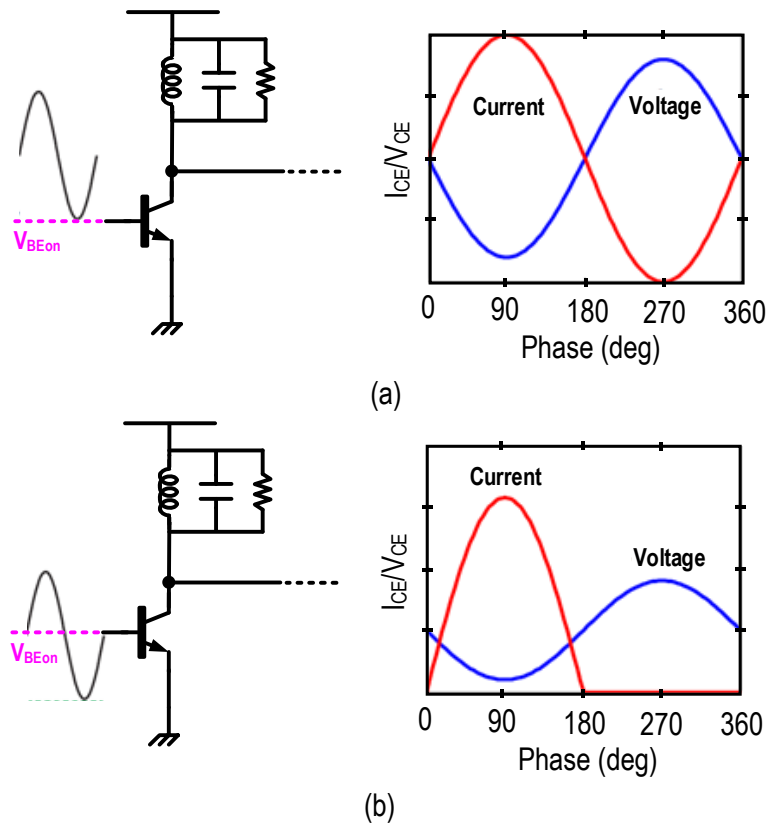 V_BEon
I_CE/V_CE
Current
Voltage
0 90 180 270 360
Phase (deg)
(a)
V_BEon
I_CE/V_CE
Current
Voltage
0 90 180 270 360
Phase (deg)
(b)